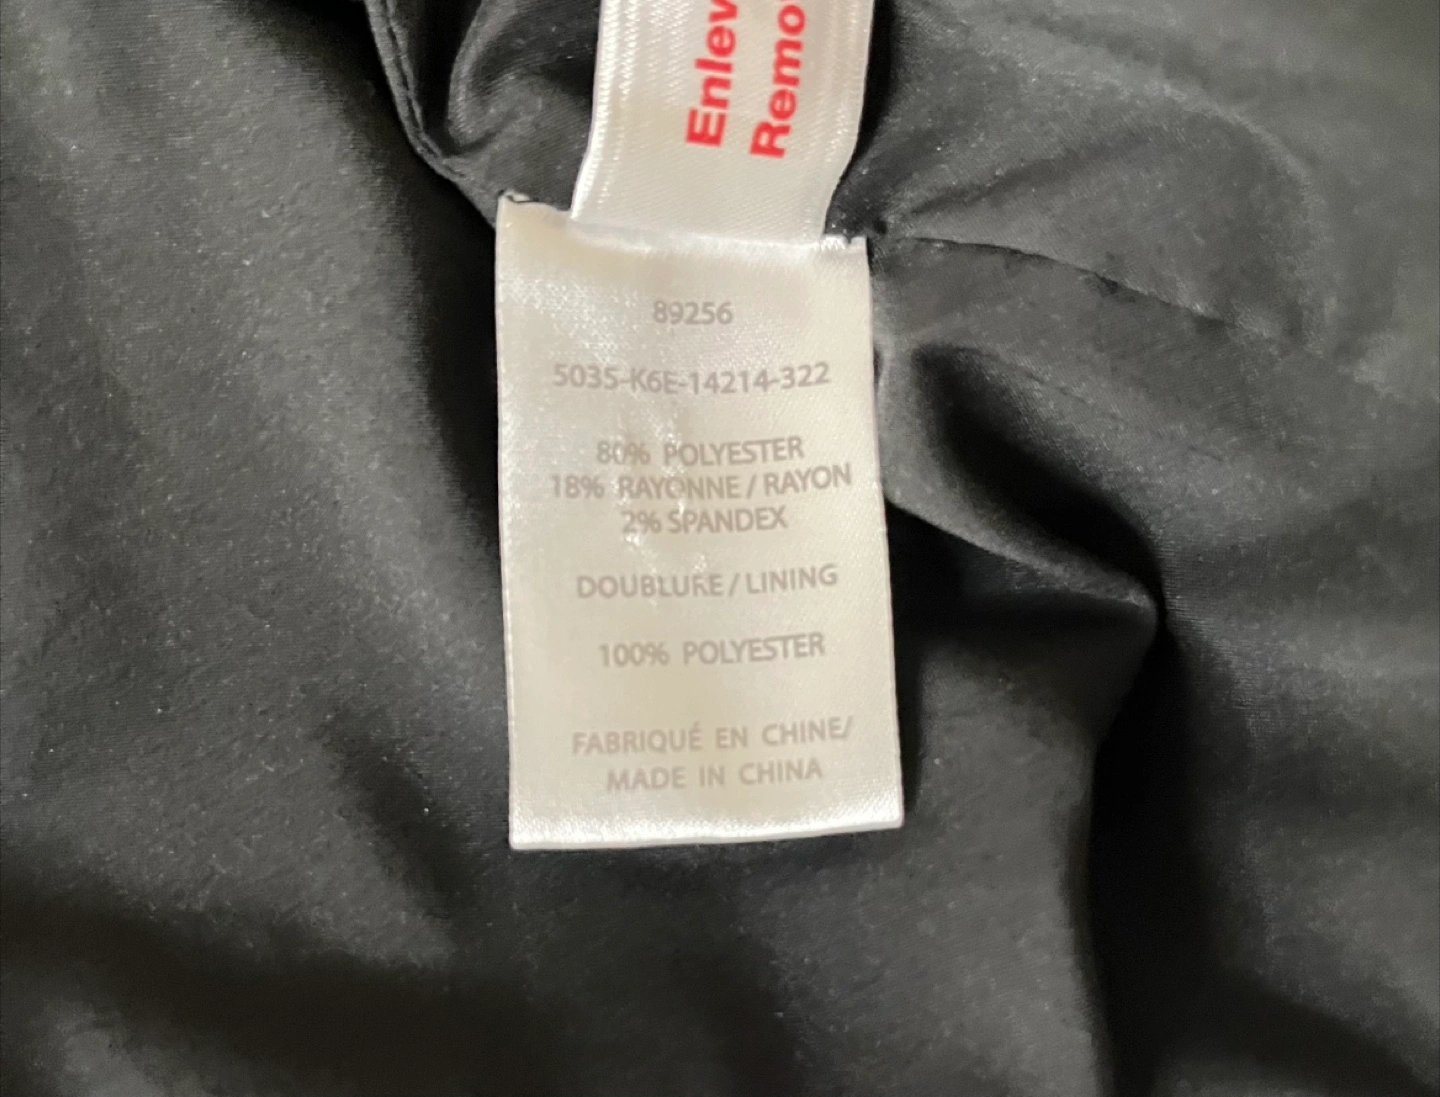 Enlev
Remo
89256
5035-K6E-14214-322
80% POLYESTER
18% RAYONNE / RAYON
2% SPANDEX
DOUBLURE / LINING
100% POLYESTER
FABRIQUÉ EN CHINE/
MADE IN CHINA